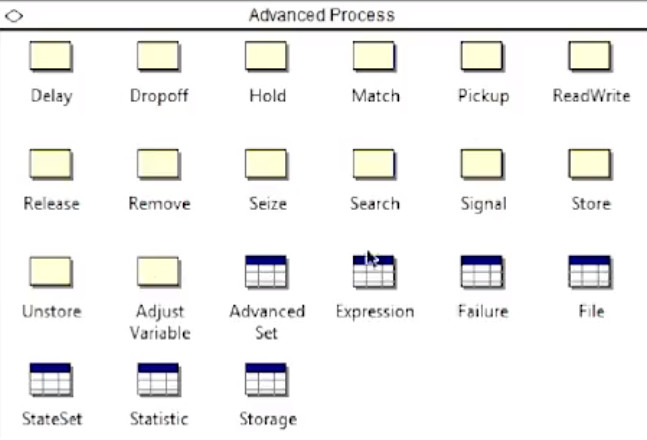 Advanced Process
Delay Dropoff Hold Match Pickup ReadWrite
Release Remove Seize Search Signal Store
Unstore Adjust Variable Advanced Set Expression Failure File
StateSet Statistic Storage